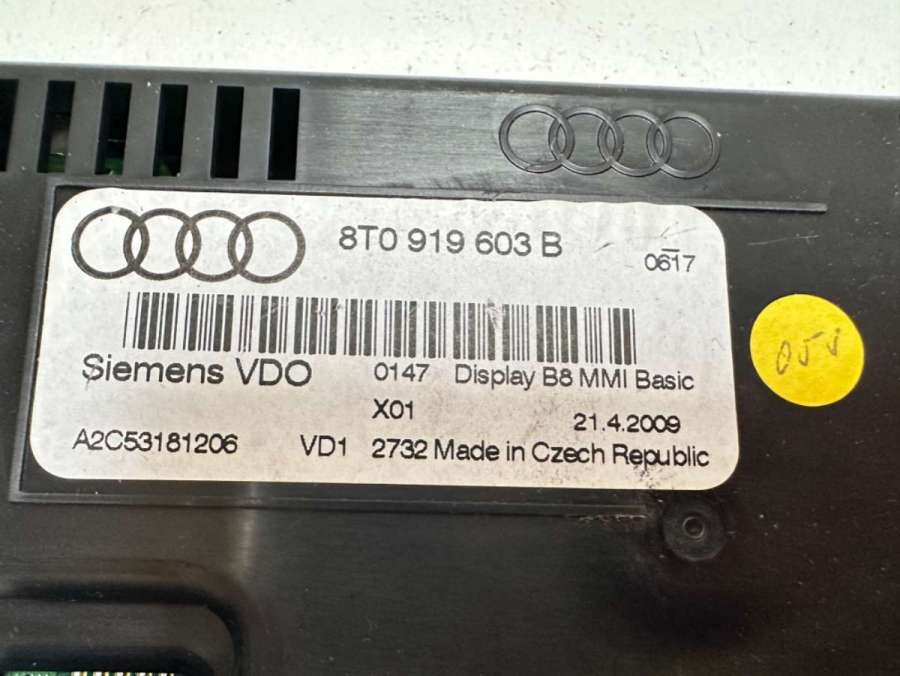 8T0 919 603 B
0617
Siemens VDO 0147 Display B8 MMI Basic
X01 21.4.2009
A2C53181206 VD1 2732 Made in Czech Republic